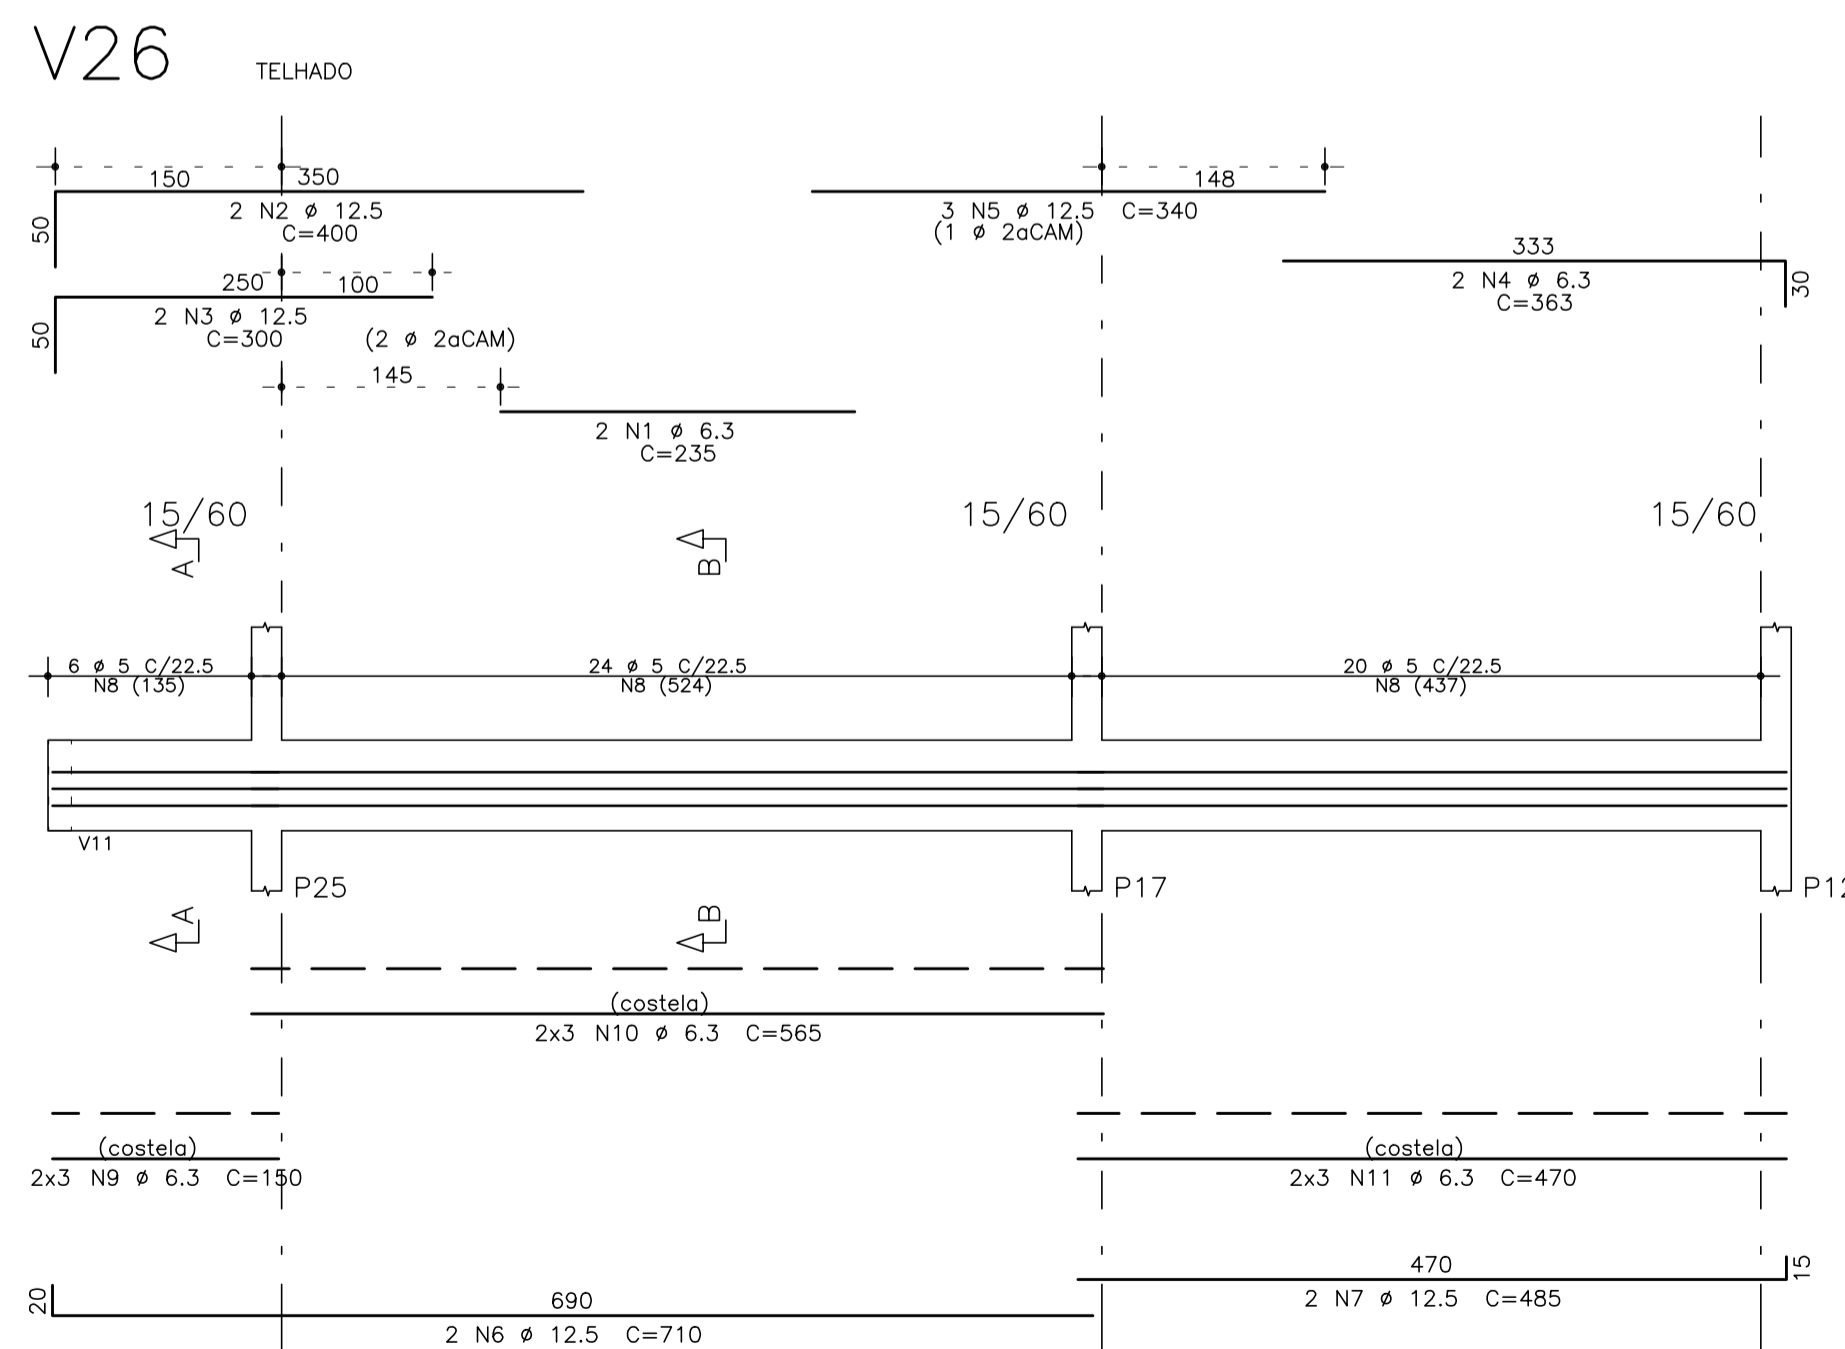 V26
TELHADO
150
350
148
50
2 N2 ø 12.5
C=400
3 N5 ø 12.5 C=340
(1 ø 2aCAM)
333
250
100
2 N4 ø 6.3
C=363
30
50
2 N3 ø 12.5
C=300
(2 ø 2aCAM)
145
2 N1 ø 6.3
C=235
15/60
15/60
15/60
A
B
6 ø 5 C/22.5
N8 (135)
24 ø 5 C/22.5
N8 (524)
20 ø 5 C/22.5
N8 (437)
V11
P25
P17
P12
A
B
(costela)
2x3 N10 ø 6.3 C=565
(costela)
2x3 N9 ø 6.3 C=150
(costela)
2x3 N11 ø 6.3 C=470
470
15
2 N7 ø 12.5 C=485
20
690
2 N6 ø 12.5 C=710